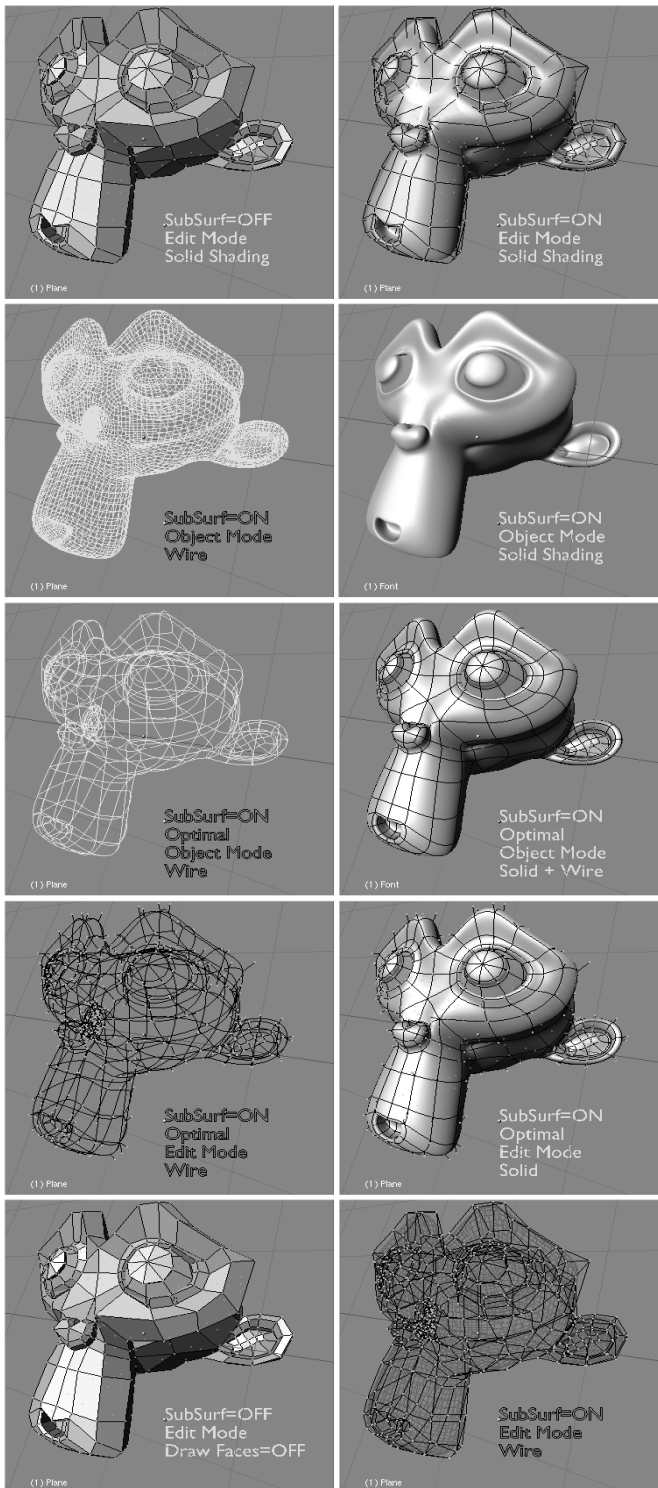 SubSurf=OFF
Edit Mode
Solid Shading
(1) Plane
SubSurf=ON
Edit Mode
Solid Shading
(1) Plane
SubSurf=ON
Object Mode
Wire
(1) Plane
SubSurf=ON
Object Mode
Solid Shading
(1) Font
SubSurf=ON
Optimal
Object Mode
Wire
(1) Plane
SubSurf=ON
Optimal
Object Mode
Solid + Wire
(1) Font
SubSurf=ON
Optimal
Edit Mode
Wire
(1) Plane
SubSurf=ON
Optimal
Edit Mode
Solid
(1) Plane
SubSurf=OFF
Edit Mode
Draw Faces=OFF
(1) Plane
SubSurf=ON
Edit Mode
Wire
(1) Plane